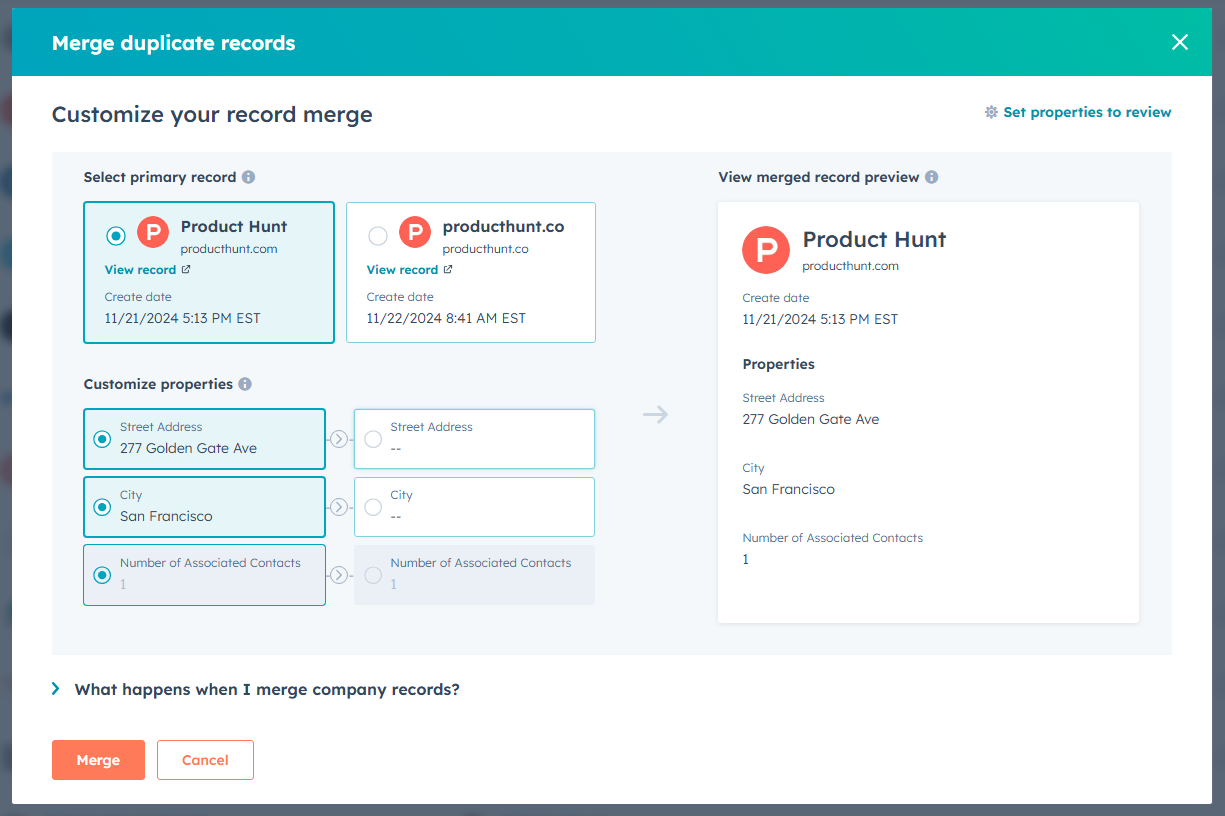 Merge duplicate records
Customize your record merge
Set properties to review
Select primary record
P
Product Hunt
producthunt.com
View record
Create date
11/21/2024 5:13 PM EST
P
producthunt.co
producthunt.co
View record
Create date
11/22/2024 8:41 AM EST
Customize properties
Street Address
277 Golden Gate Ave
Street Address
--
City
San Francisco
City
--
Number of Associated Contacts
1
Number of Associated Contacts
1
View merged record preview
P
Product Hunt
producthunt.com
Create date
11/21/2024 5:13 PM EST
Properties
Street Address
277 Golden Gate Ave
City
San Francisco
Number of Associated Contacts
1
What happens when I merge company records?
Merge
Cancel